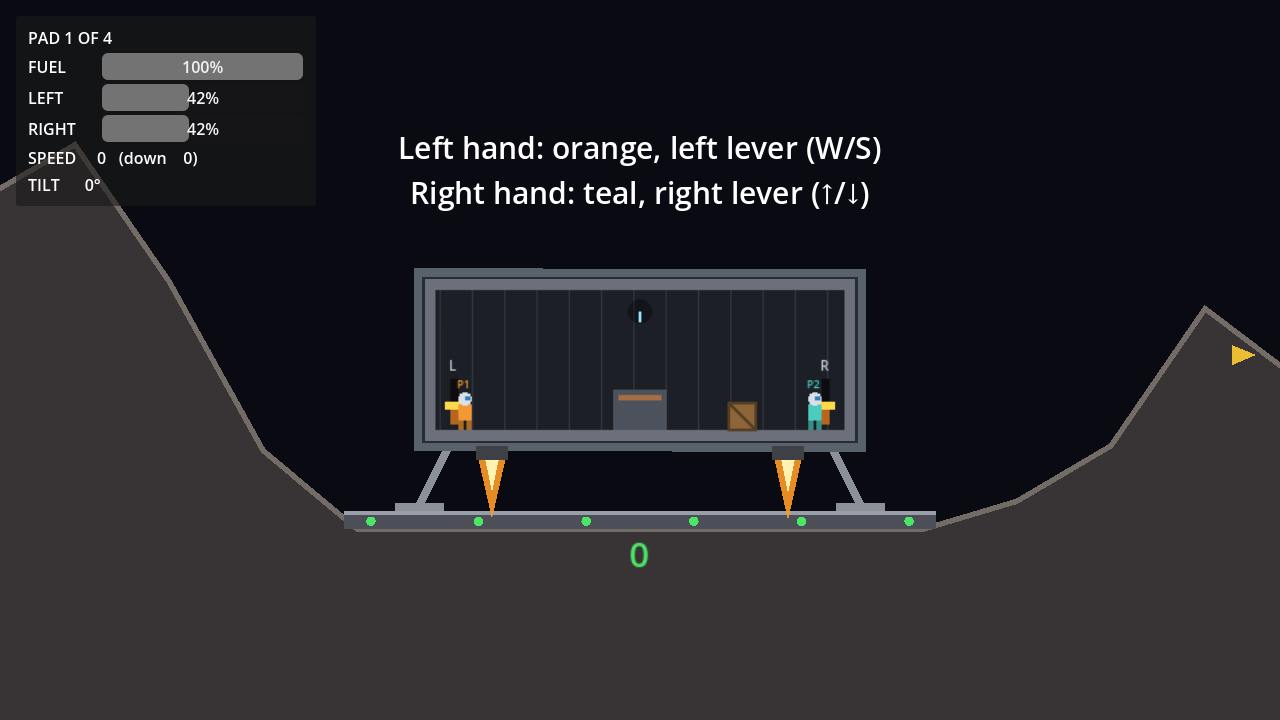 PAD 1 OF 4
FUEL 100%
LEFT 42%
RIGHT 42%
SPEED 0 (down 0)
TILT 0°
Left hand: orange, left lever (W/S)
Right hand: teal, right lever (↑/↓)
L R
P1 P2
0